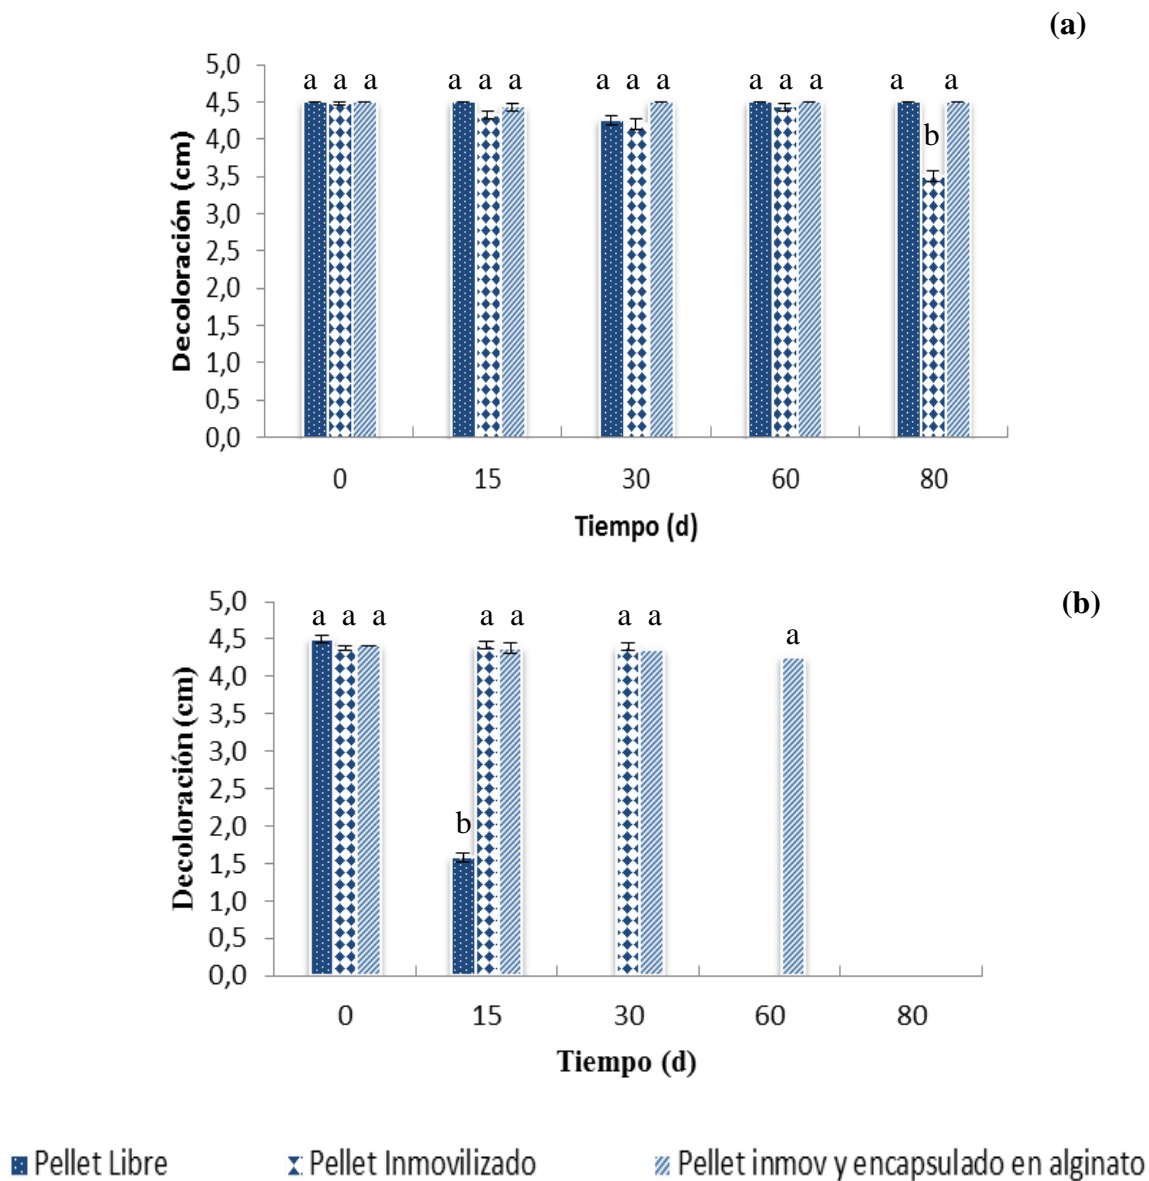 (a)
5,0
a a a a a a a a a a a a a a
4,5
4,0
b
3,5
3,0
2,5
2,0
1,5
1,0
0,5
0,0
Decoloración (cm)
0 15 30 60 80
Tiempo (d)
(b)
5,0
a a a a a a a a
4,5
4,0
3,5
3,0
2,5
2,0
b
1,5
1,0
0,5
0,0
Decoloración (cm)
0 15 30 60 80
Tiempo (d)
Pellet Libre Pellet Inmovilizado Pellet inmov y encapsulado en alginato